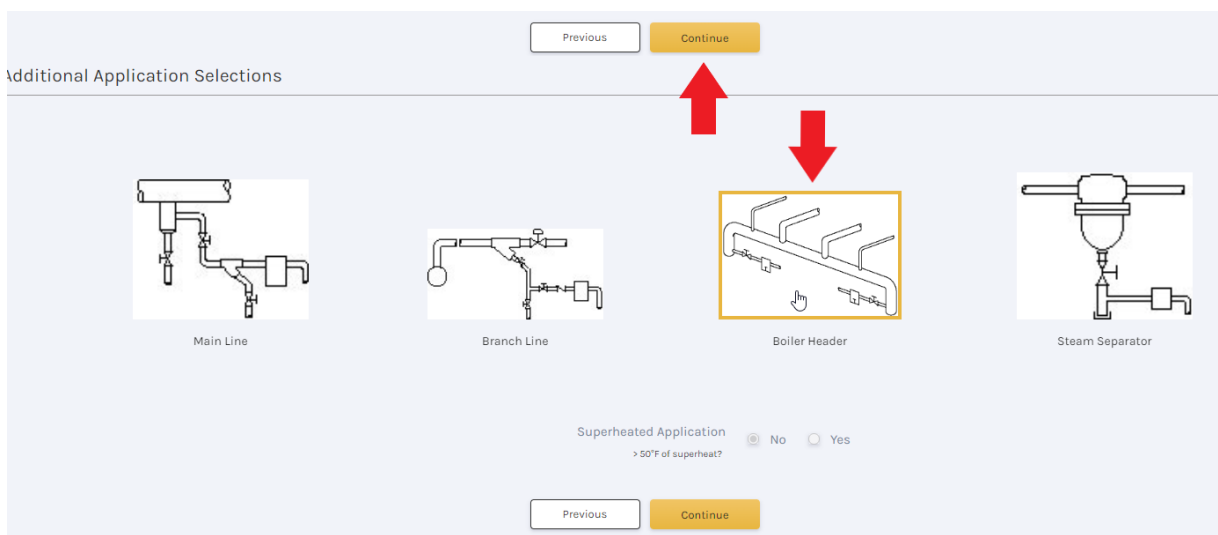 Previous
Continue
Additional Application Selections
Main Line
Branch Line
Boiler Header
Steam Separator
Superheated Application
> 50°F of superheat?
No
Yes
Previous
Continue